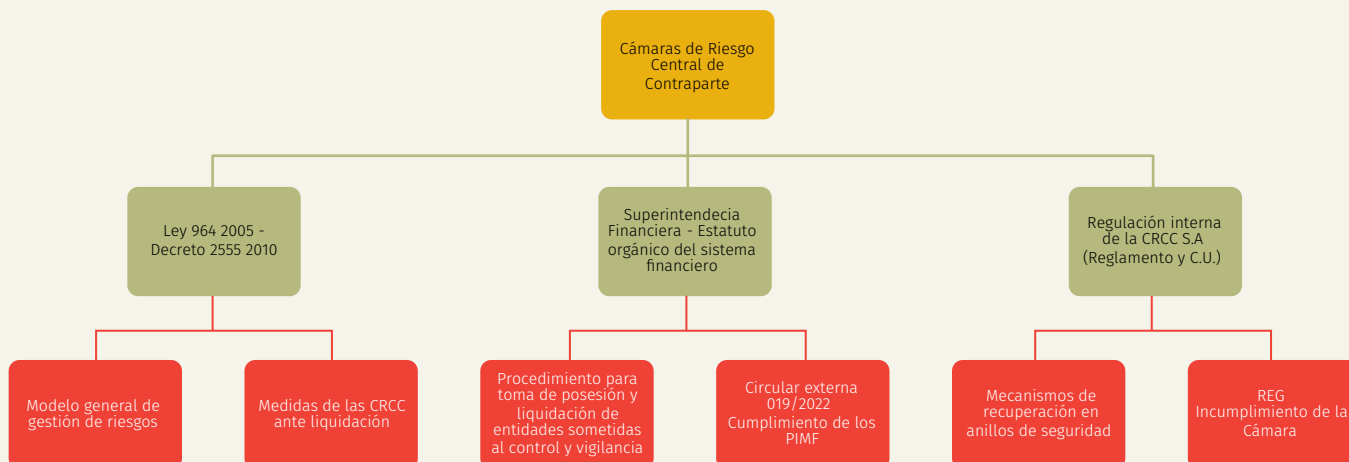 Cámaras de Riesgo
Central de
Contraparte
Ley 964 2005 -
Decreto 2555 2010
Superintendecia
Financiera - Estatuto
orgánico del sistema
financiero
Regulación interna
de la CRCC S.A
(Reglamento y C.U.)
Modelo general de
gestión de riesgos
Medidas de las CRCC
ante liquidación
Procedimiento para
toma de posesión y
liquidación de
entidades sometidas
al control y vigilancia
Circular externa
019/2022
Cumplimiento de los
PIMF
Mecanismos de
recuperación en
anillos de seguridad
REG
Incumplimiento de la
Cámara